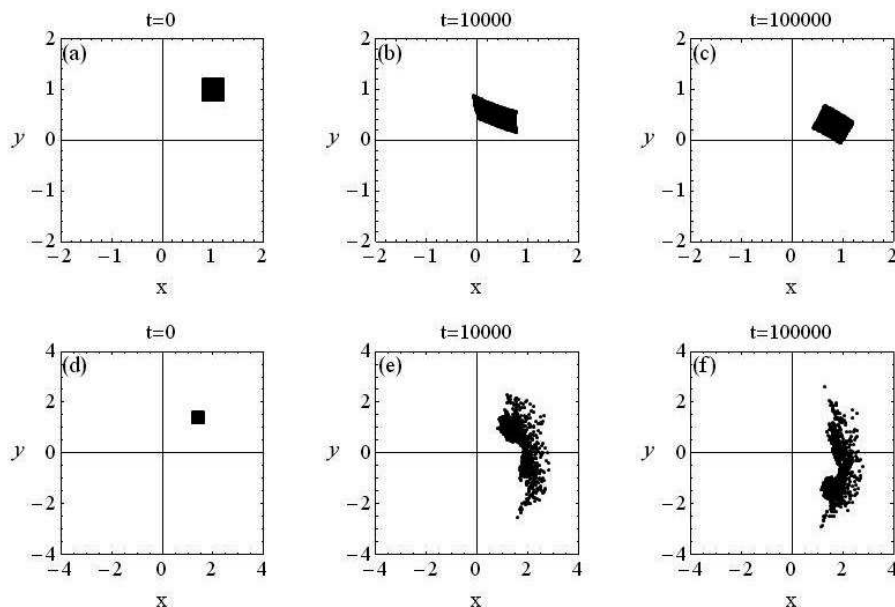 t=0 t=10000 t=100000
(a) (b) (c)
2 2 2
1 1 1
y 0 y 0 y 0
−1 −1 −1
−2 −2 −2
−2 −1 0 1 2 −2 −1 0 1 2 −2 −1 0 1 2
x x x
t=0 t=10000 t=100000
(d) (e) (f)
4 4 4
2 2 2
y 0 y 0 y 0
−2 −2 −2
−4 −4 −4
−4 −2 0 2 4 −4 −2 0 2 4 −4 −2 0 2 4
x x x